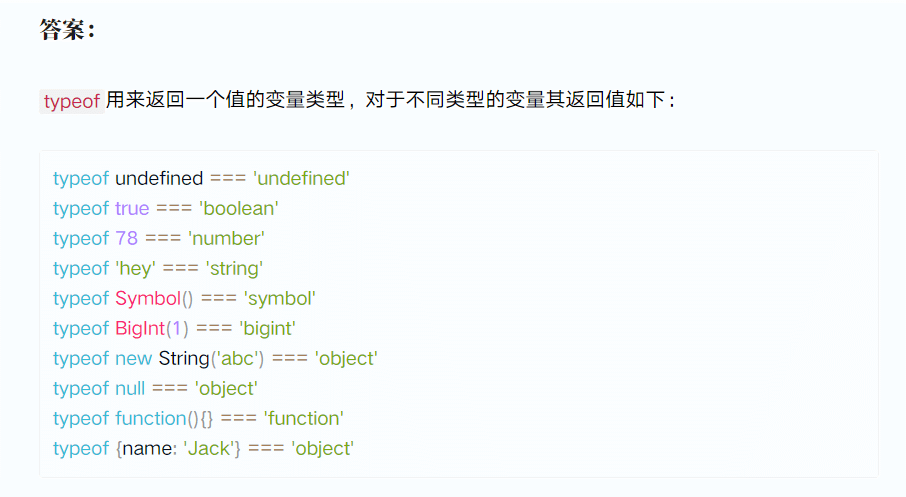 答案：
typeof 用来返回一个值的变量类型，对于不同类型的变量其返回值如下：
typeof undefined === 'undefined'
typeof true === 'boolean'
typeof 78 === 'number'
typeof 'hey' === 'string'
typeof Symbol() === 'symbol'
typeof BigInt(1) === 'bigint'
typeof new String('abc') === 'object'
typeof null === 'object'
typeof function(){} === 'function'
typeof {name: 'Jack'} === 'object'